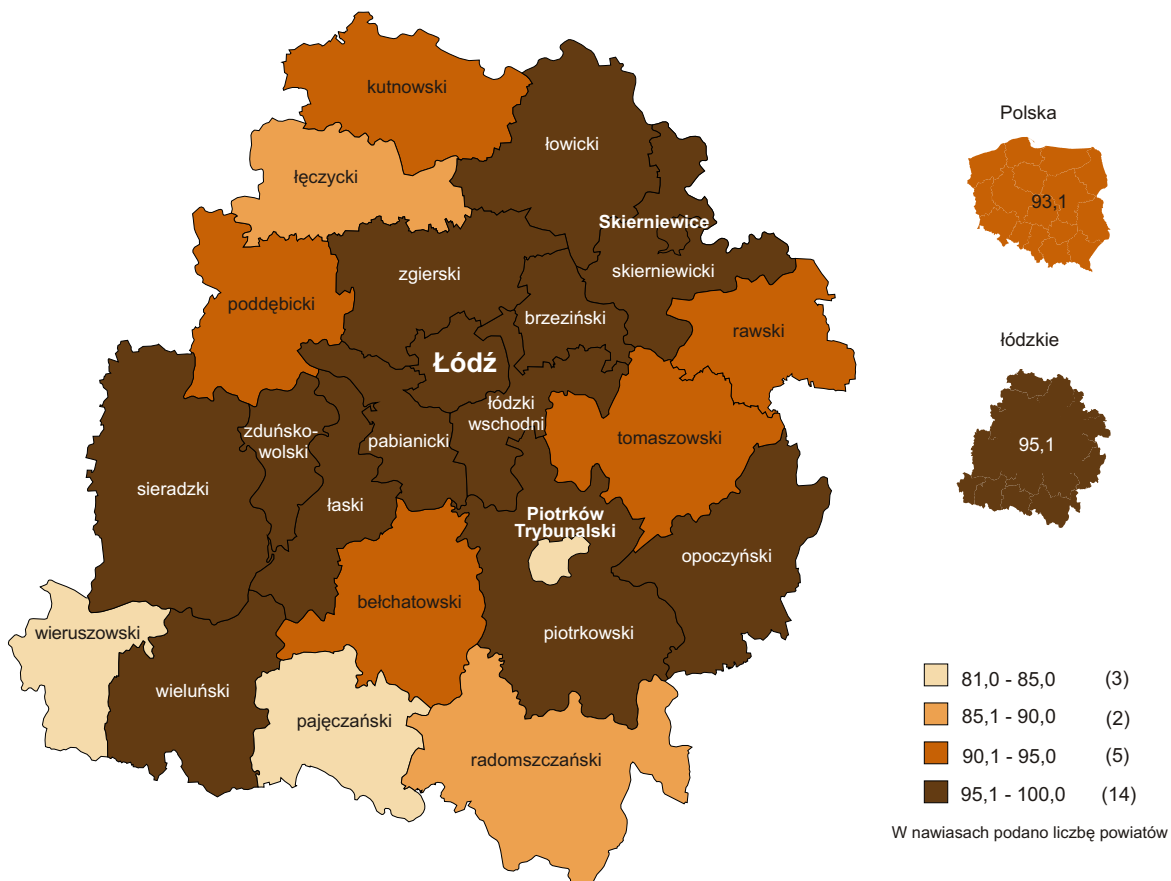 kutnowski
łowicki
łęczycki
Skierniewice
zgierski
skierniewicki
poddębicki
brzeziński
rawski
Łódź
łódzki
wschodni
zduńsko-
wolski
pabianicki
tomaszowski
sieradzki
łaski
Piotrków
Trybunalski
opoczyński
bełchatowski
wieruszowski
piotrkowski
wieluński
pajęczański
radomszczański
Polska
93,1
łódzkie
95,1
81,0 - 85,0 (3)
85,1 - 90,0 (2)
90,1 - 95,0 (5)
95,1 - 100,0 (14)
W nawiasach podano liczbę powiatów